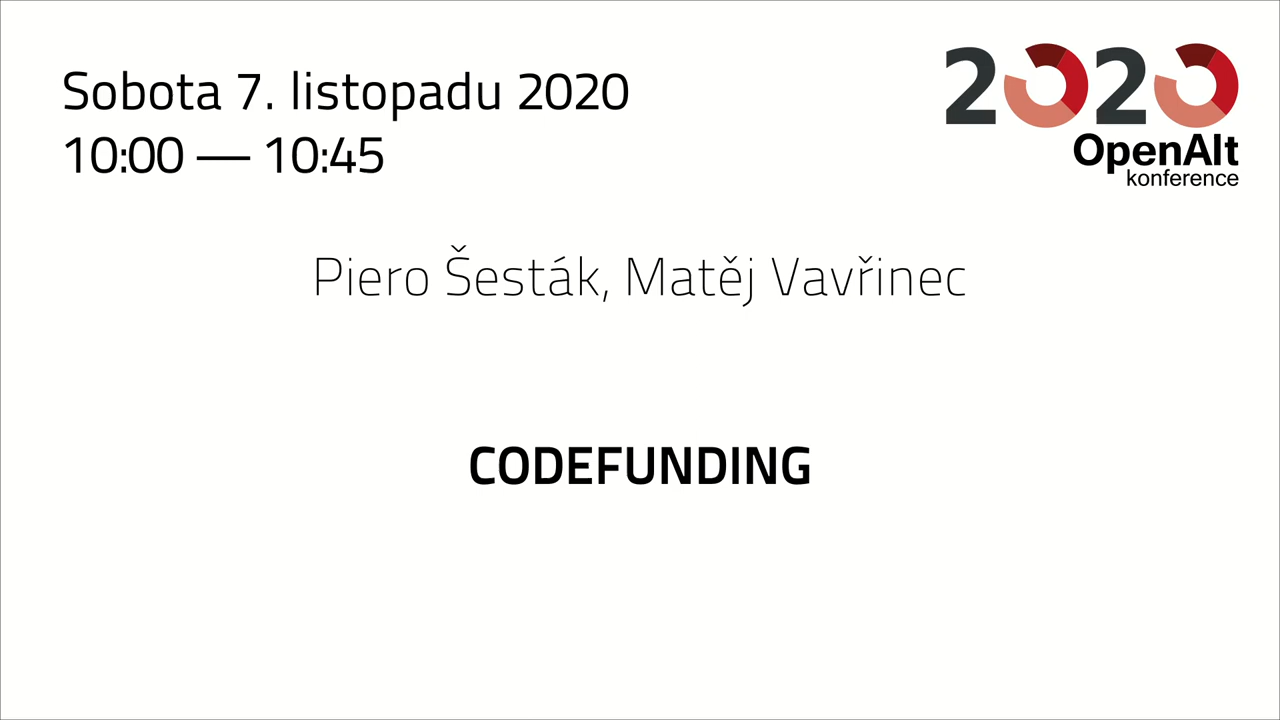 Sobota 7. listopadu 2020
10:00 — 10:45
2020
OpenAlt
konference
Piero Šesták, Matěj Vavřinec
CODEFUNDING